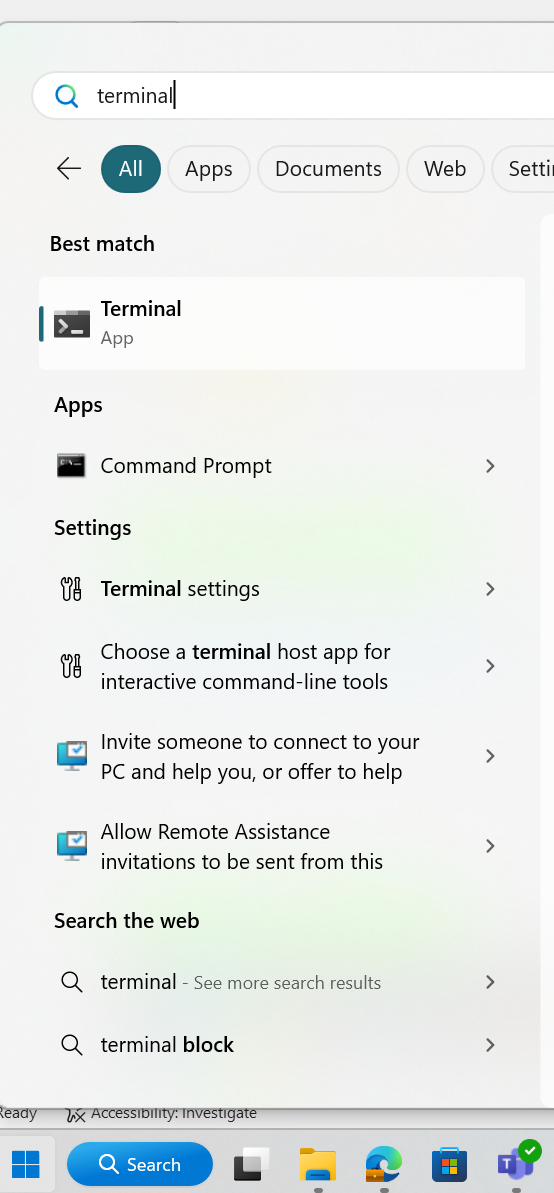 terminal
All Apps Documents Web Settin
Best match
Terminal
App
Apps
Command Prompt
Settings
Terminal settings
Choose a terminal host app for
interactive command-line tools
Invite someone to connect to your
PC and help you, or offer to help
Allow Remote Assistance
invitations to be sent from this
Search the web
terminal - See more search results
terminal block
Ready Accessibility: Investigate
Search